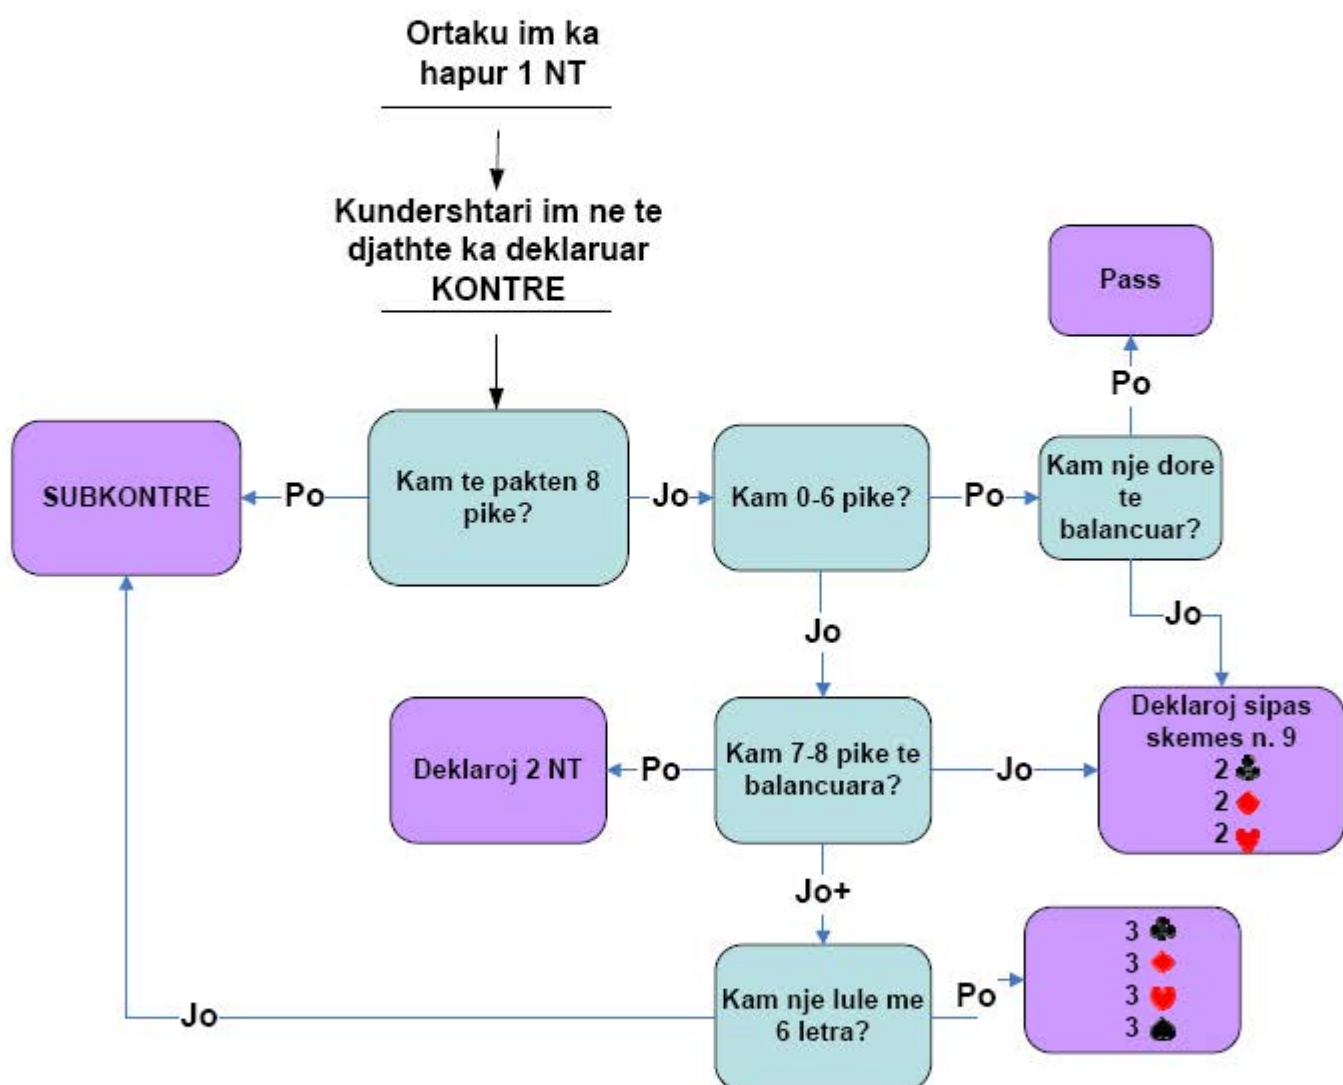 Ortaku im ka
hapur 1 NT
Kundershtari im ne te
djathte ka deklaruar
KONTRE
Pass
Po
SUBKONTRE
Po
Kam te pakten 8
pike?
Jo
Kam 0-6 pike?
Po
Kam nje dore
te
balancuar?
Jo
Jo
Deklaroj 2 NT
Po
Kam 7-8 pike te
balancuara?
Jo
Deklaroj sipas
skemes n. 9
2 ♣
2 ♦
2 ♥
Jo+
Jo
Kam nje lule me
6 letra?
Po
3 ♣
3 ♦
3 ♥
3 ♠